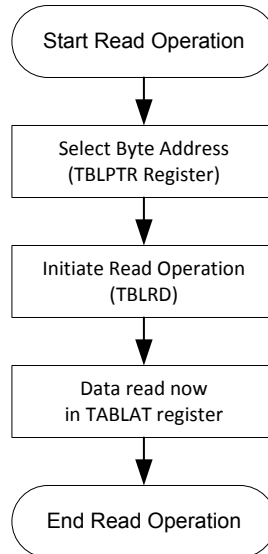 Start Read Operation
Select Byte Address
(TBLPTR Register)
Initiate Read Operation
(TBLRD)
Data read now
in TABLAT register
End Read Operation